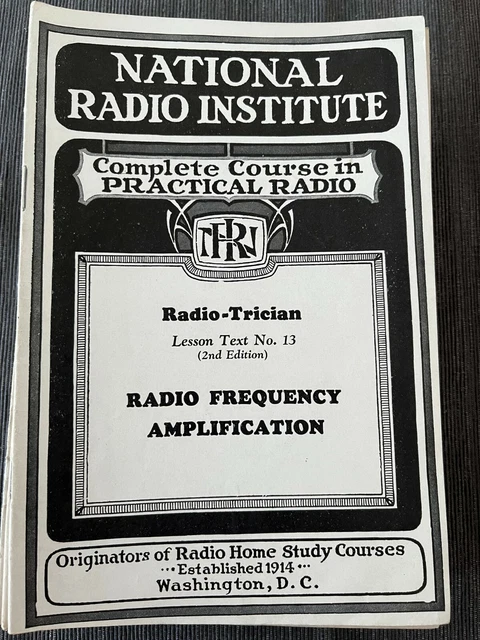 NATIONAL
RADIO INSTITUTE
Complete Course in
PRACTICAL RADIO
NRI
Radio-Trician
Lesson Text No. 13
(2nd Edition)
RADIO FREQUENCY
AMPLIFICATION
Originators of Radio Home Study Courses
···Established 1914···
Washington, D. C.